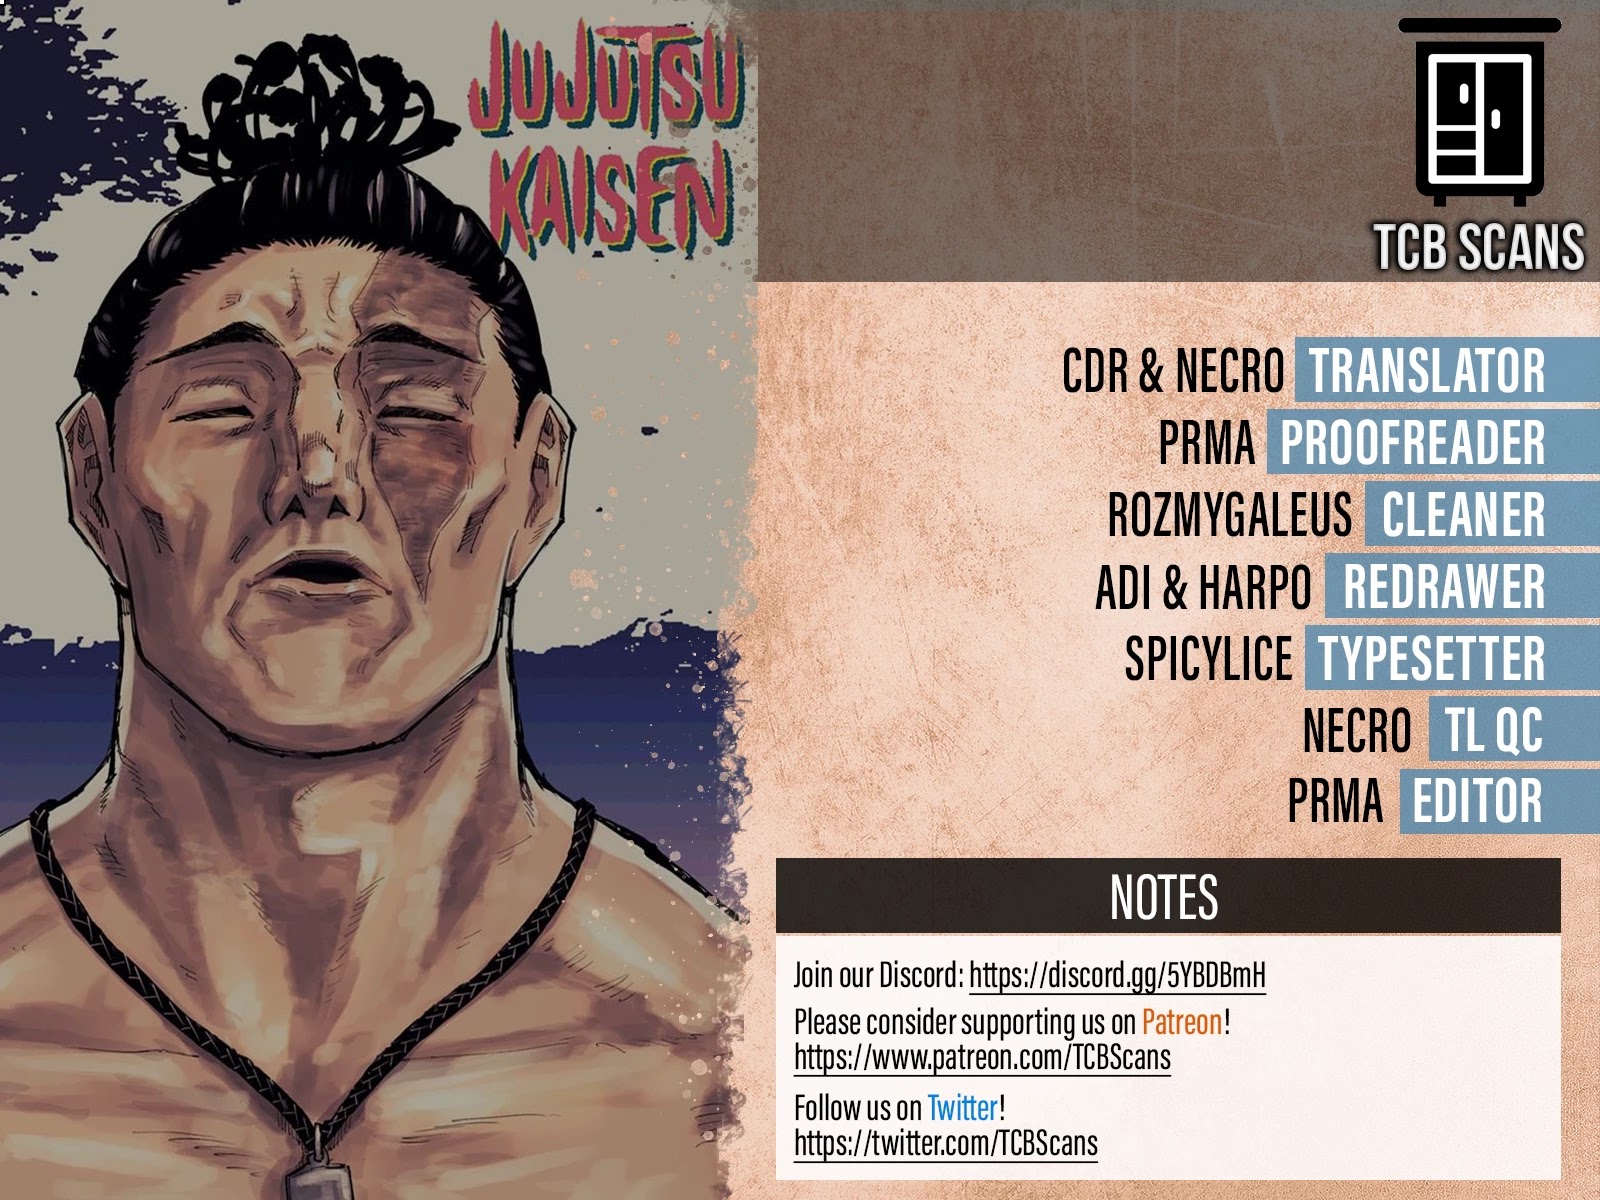 JUJUTSU
KAISEN
TCB SCANS
CDR & NECRO TRANSLATOR
PRMA PROOFREADER
ROZMYGALEUS CLEANER
ADI & HARPO REDRAWER
SPICYLICE TYPESETTER
NECRO TL QC
PRMA EDITOR
NOTES
Join our Discord: https://discord.gg/5YBDBmH
Please consider supporting us on Patreon!
https://www.patreon.com/TCBScans
Follow us on Twitter!
https://twitter.com/TCBScans